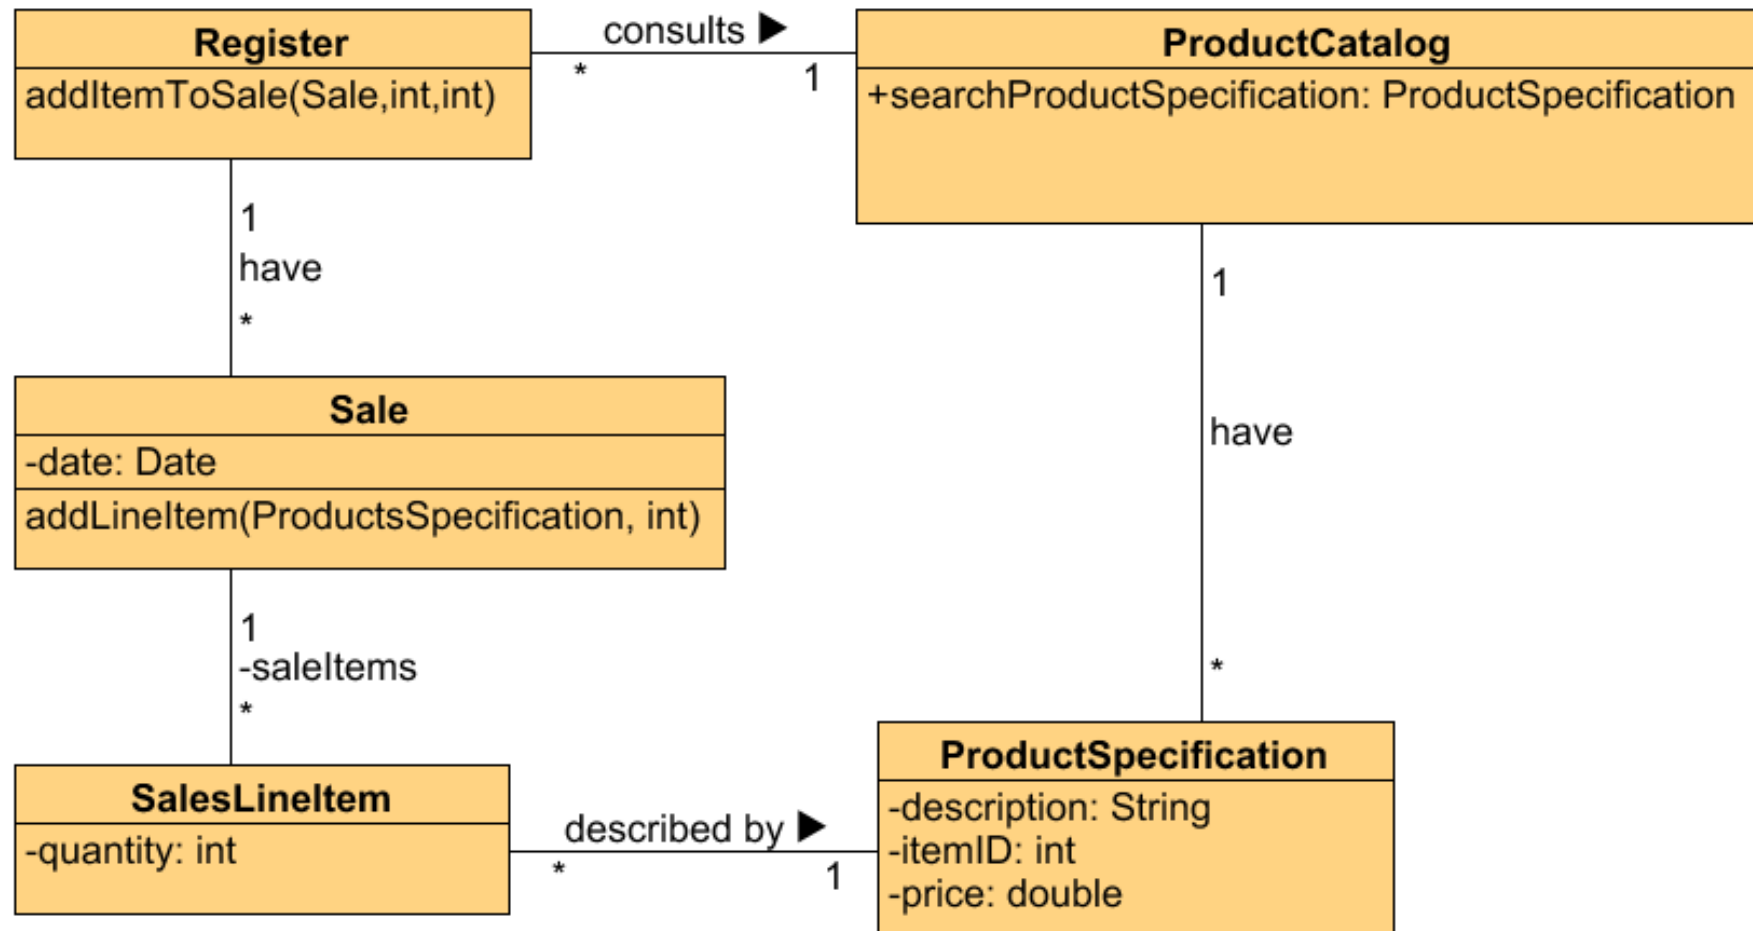 Register
addItemToSale(Sale,int,int)
consults ▶
*
1
ProductCatalog
+searchProductSpecification: ProductSpecification
1
have
*
1
have
*
Sale
-date: Date
addLineItem(ProductsSpecification, int)
1
-saleItems
*
SalesLineItem
-quantity: int
described by ▶
*
1
ProductSpecification
-description: String
-itemID: int
-price: double